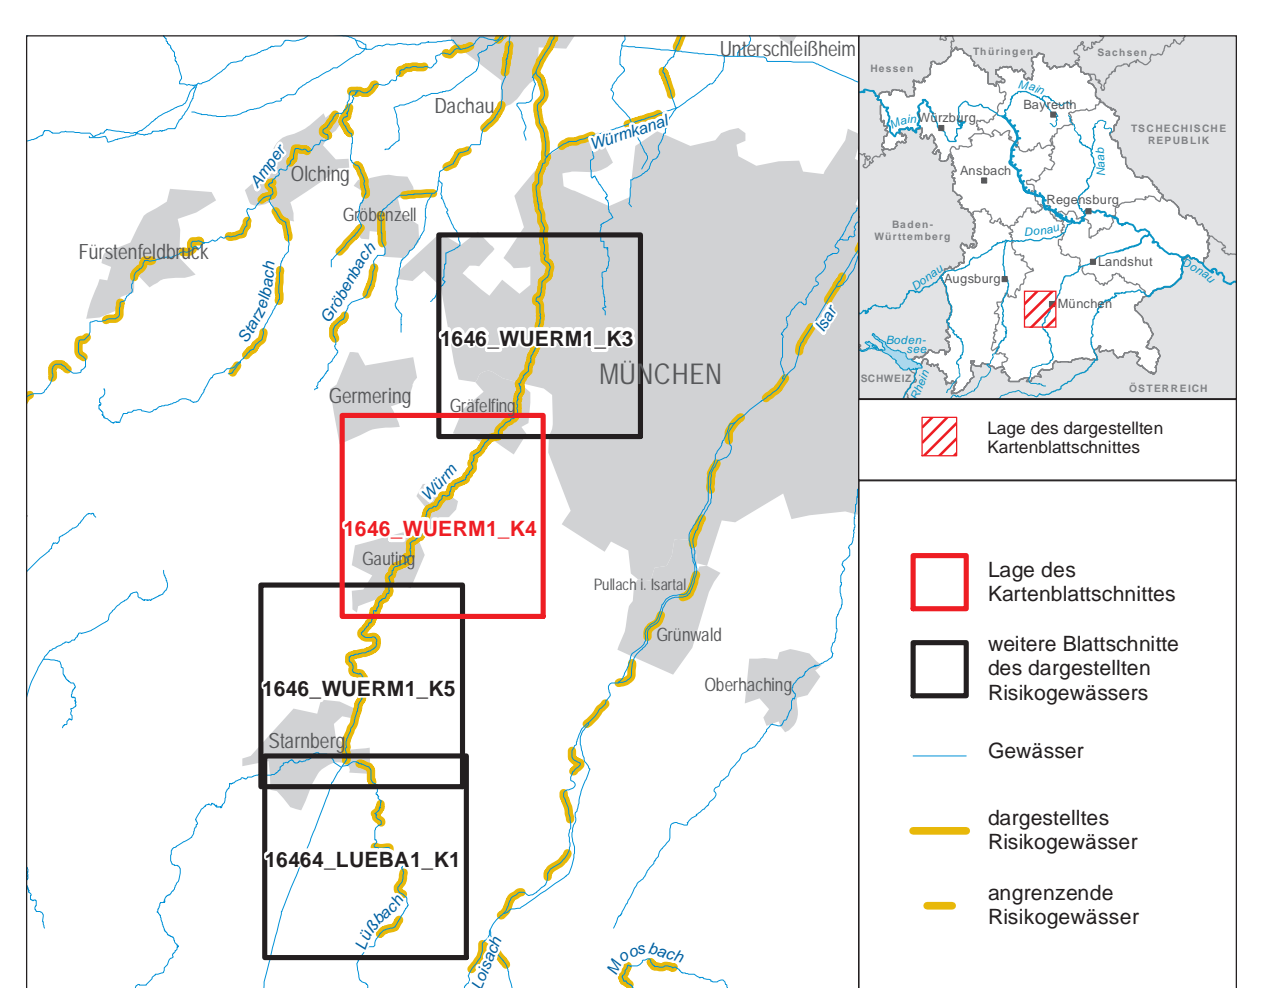 Unterschleißheim
Dachau
Würmkanal
Amper
Olching
Gröbenzell
Fürstenfeldbruck
Starzelbach
Gröbenbach
Isar
1646_WUERM1_K3
MÜNCHEN
Germering
Gräfelfing
Würm
1646_WUERM1_K4
Gauting
Pullach i. Isartal
Grünwald
Oberhaching
1646_WUERM1_K5
Starnberg
16464_LUEBA1_K1
Lüßbach
Loisach
Moosbach
Thüringen
Sachsen
Hessen
Main
Bayreuth
Main
Würzburg
TSCHECHISCHE
REPUBLIK
Naab
Ansbach
Regensburg
Baden-
Württemberg
Donau
Landshut
Donau
Augsburg
Donau
München
Boden-
see
SCHWEIZ
Rhein
ÖSTERREICH
Lage des dargestellten
Kartenblattschnittes
Lage des
Kartenblattschnittes
weitere Blattschnitte
des dargestellten
Risikogewässers
Gewässer
dargestelltes
Risikogewässer
angrenzende
Risikogewässer